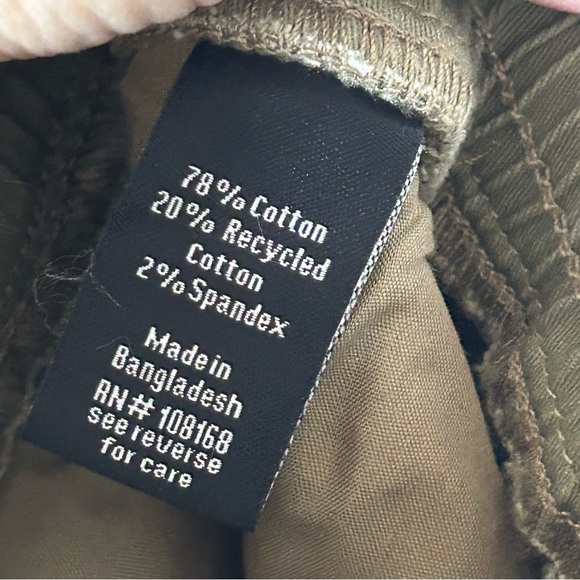 78% Cotton
20% Recycled
Cotton
2% Spandex
Made in
Bangladesh
RN# 108168
see reverse
for care